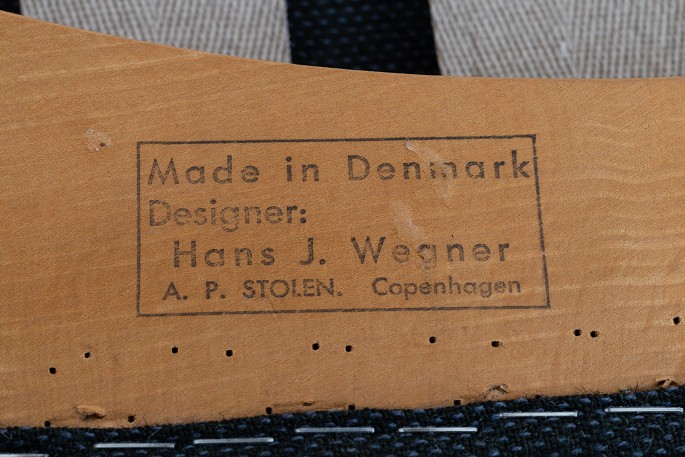 Made in Denmark
Designer:
Hans J. Wegner
A. P. STOLEN. Copenhagen